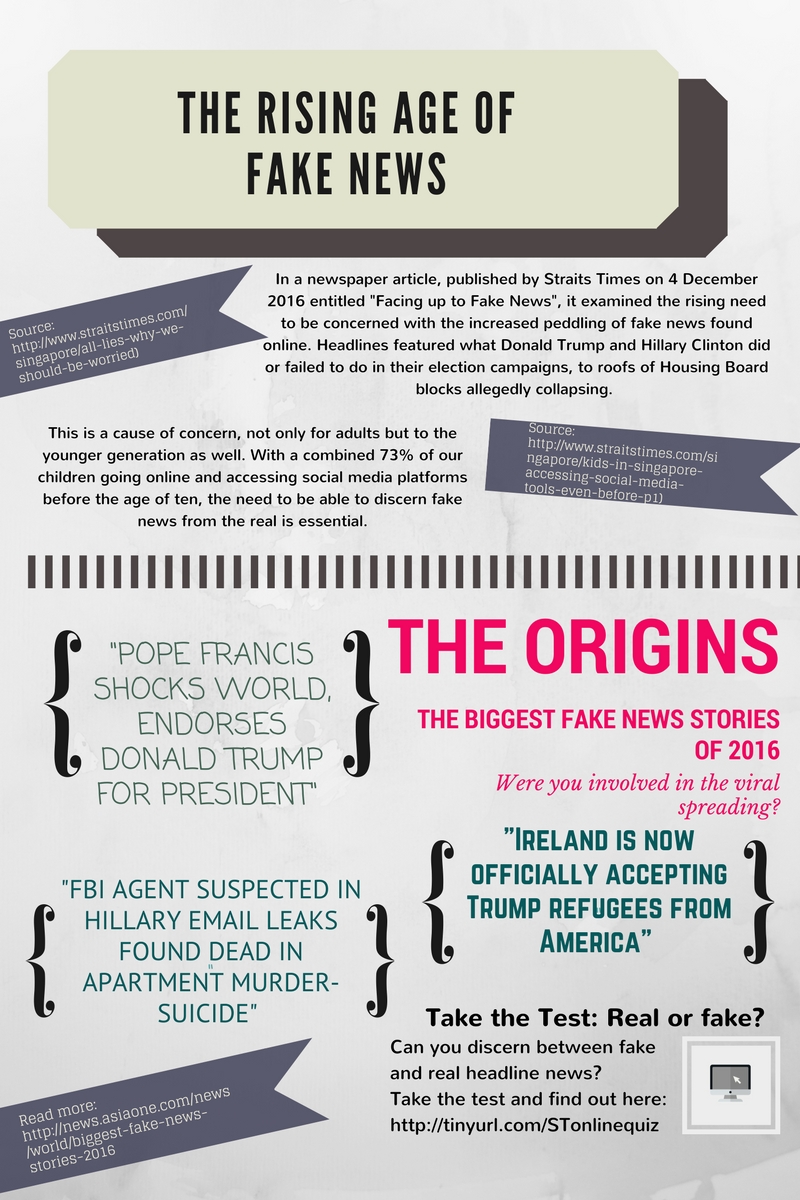 THE RISING AGE OF
FAKE NEWS
Source:
http://www.straitstimes.com/
singapore/all-lies-why-we-
should-be-worried)
In a newspaper article, published by Straits Times on 4 December
2016 entitled "Facing up to Fake News", it examined the rising need
to be concerned with the increased peddling of fake news found
online. Headlines featured what Donald Trump and Hillary Clinton did
or failed to do in their election campaigns, to roofs of Housing Board
blocks allegedly collapsing.
This is a cause of concern, not only for adults but to the
younger generation as well. With a combined 73% of our
children going online and accessing social media platforms
before the age of ten, the need to be able to discern fake
news from the real is essential.
Source:
http://www.straitstimes.com/si
ngapore/kids-in-singapore-
accessing-social-media-
tools-even-before-p1)
THE ORIGINS
THE BIGGEST FAKE NEWS STORIES
OF 2016
Were you involved in the viral
spreading?
"POPE FRANCIS
SHOCKS WORLD,
ENDORSES
DONALD TRUMP
FOR PRESIDENT"
"IRELAND IS NOW
OFFICIALLY ACCEPTING
TRUMP REFUGEES FROM
AMERICA"
"FBI AGENT SUSPECTED IN
HILLARY EMAIL LEAKS
FOUND DEAD IN
APARTMENT MURDER-
SUICIDE"
"
Take the Test: Real or fake?
Can you discern between fake
and real headline news?
Take the test and find out here:
http://tinyurl.com/STonlinequiz
Read more:
http://news.asiaone.com/news
/world/biggest-fake-news-
stories-2016